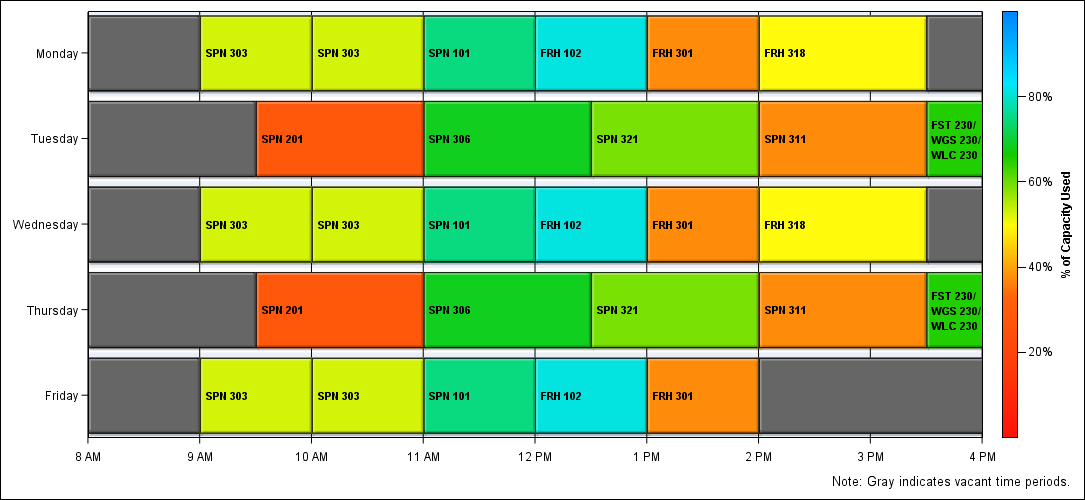 Monday
SPN 303
SPN 303
SPN 101
FRH 102
FRH 301
FRH 318
Tuesday
SPN 201
SPN 306
SPN 321
SPN 311
FST 230/
WGS 230/
WLC 230
Wednesday
SPN 303
SPN 303
SPN 101
FRH 102
FRH 301
FRH 318
Thursday
SPN 201
SPN 306
SPN 321
SPN 311
FST 230/
WGS 230/
WLC 230
Friday
SPN 303
SPN 303
SPN 101
FRH 102
FRH 301
8 AM
9 AM
10 AM
11 AM
12 PM
1 PM
2 PM
3 PM
4 PM
80%
60%
40%
20%
% of Capacity Used
Note: Gray indicates vacant time periods.